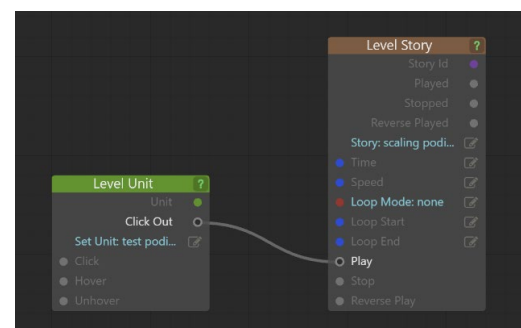 Level Story ?
Story Id
Played
Stopped
Reverse Played
Story: scaling podi...
Time
Speed
Loop Mode: none
Loop Start
Loop End
Play
Stop
Reverse Play
Level Unit ?
Unit
Click Out
Set Unit: test podi...
Click
Hover
Unhover